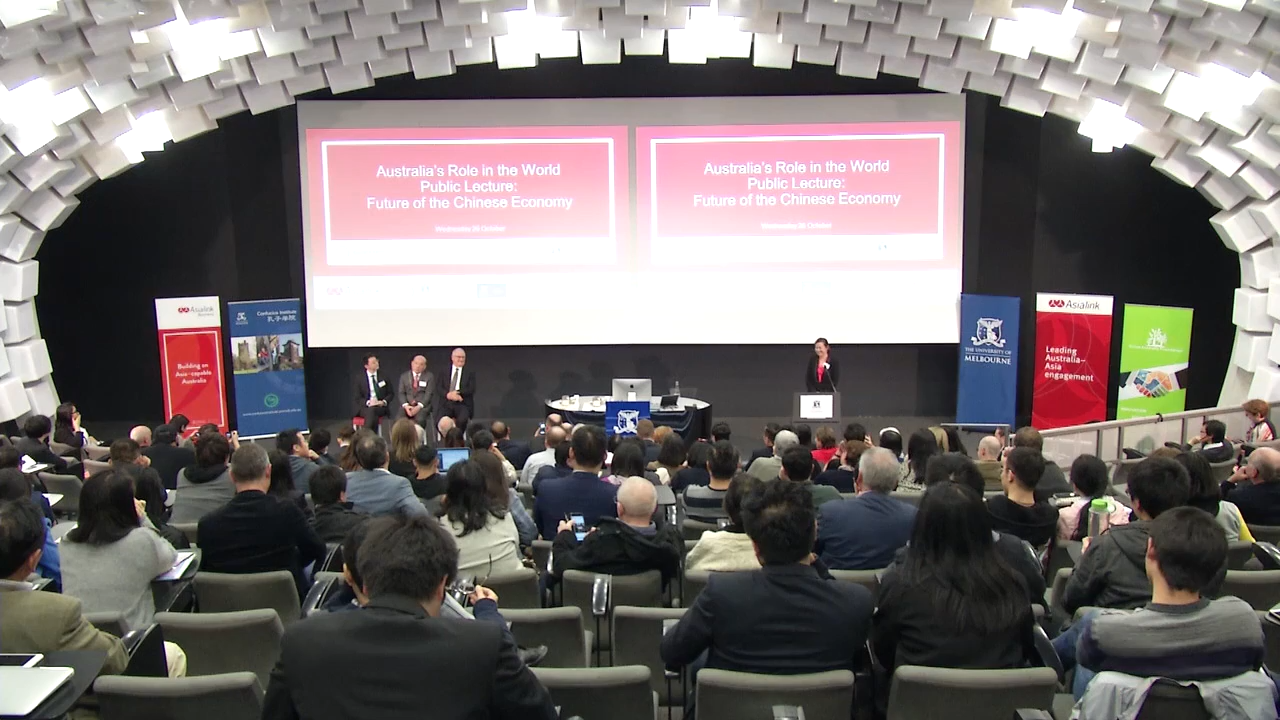 Australia's Role in the World
Public Lecture:
Future of the Chinese Economy
Wednesday 26 October
Australia's Role in the World
Public Lecture:
Future of the Chinese Economy
Wednesday 26 October
Asialink
Business
Building an
Asia-capable
Australia
Confucius Institute
孔子學院
THE UNIVERSITY OF
MELBOURNE
Asialink
Leading
Australia–
Asia
engagement